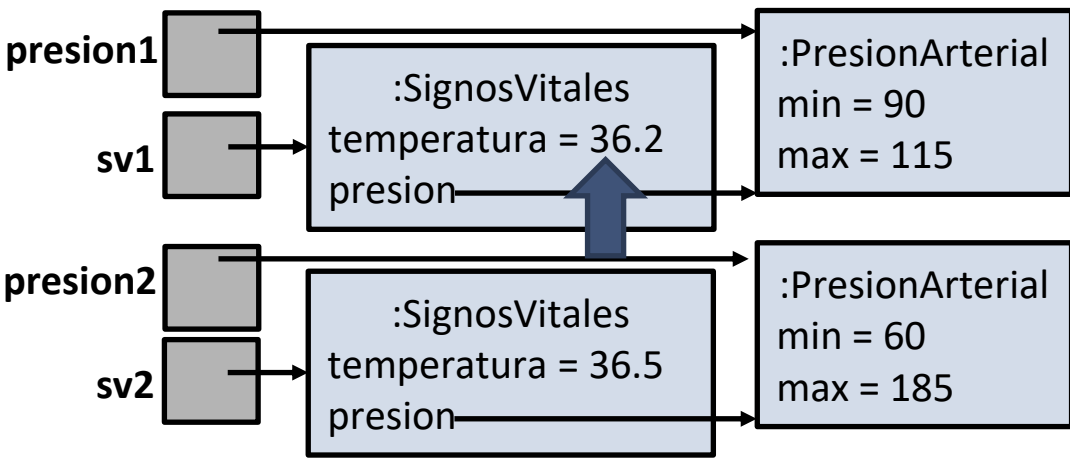 presion1
:SignosVitales
temperatura = 36.2
presion
:PresionArterial
min = 90
max = 115
sv1
presion2
:SignosVitales
temperatura = 36.5
presion
:PresionArterial
min = 60
max = 185
sv2